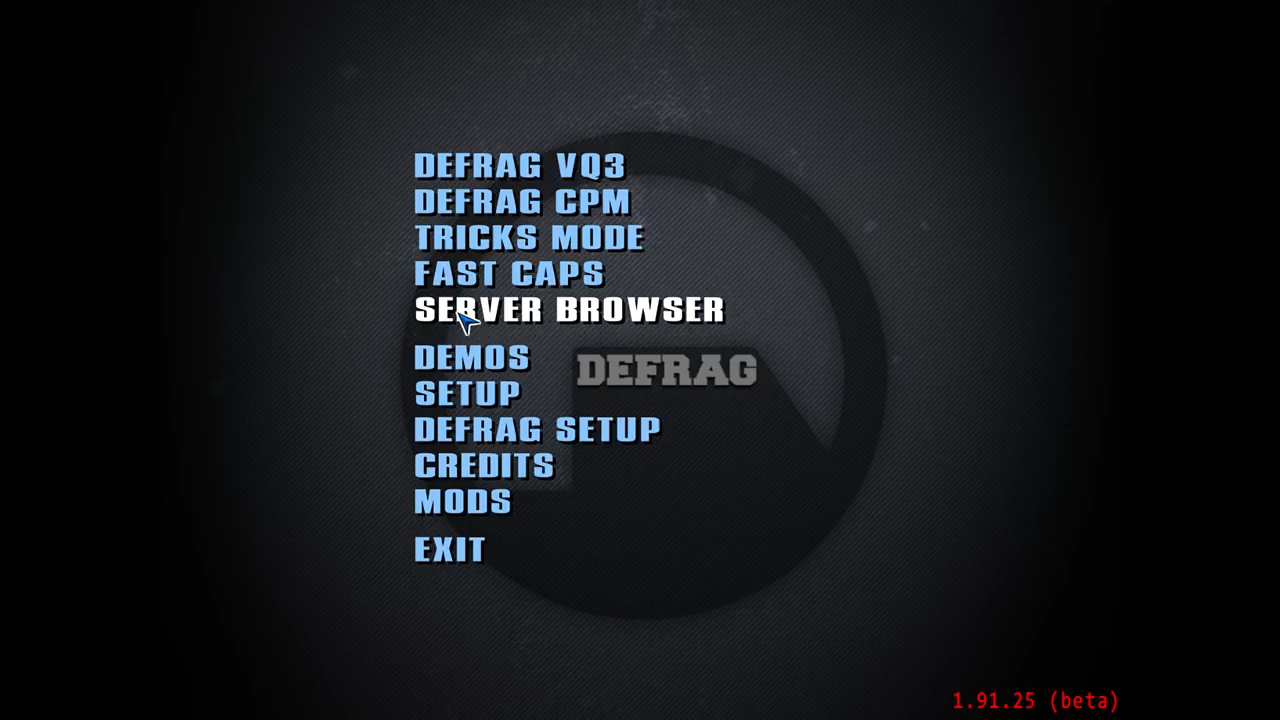 DEFRAG VQ3
DEFRAG CPM
TRICKS MODE
FAST CAPS
SERVER BROWSER
DEMOS
DEFRAG
SETUP
DEFRAG SETUP
CREDITS
MODS
EXIT
1.91.25 (beta)